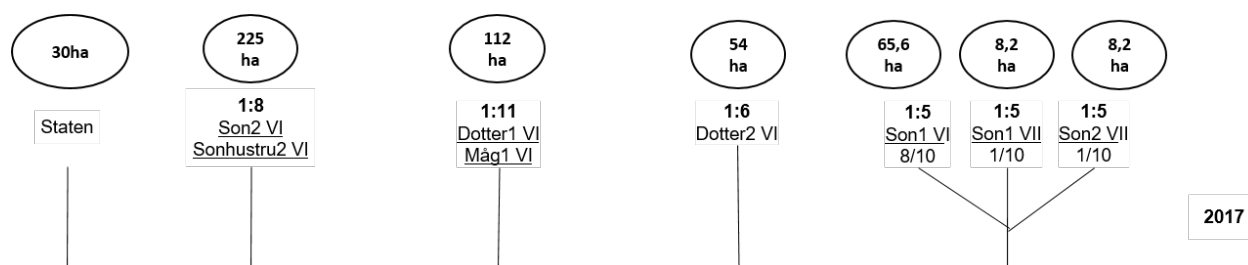 30ha
Staten
225
ha
1:8
Son2 VI
Sonhustru2 VI
112
ha
1:11
Dotter1 VI
Måg1 VI
54
ha
1:6
Dotter2 VI
65,6
ha
1:5
Son1 VI
8/10
8,2
ha
1:5
Son1 VII
1/10
8,2
ha
1:5
Son2 VII
1/10
2017